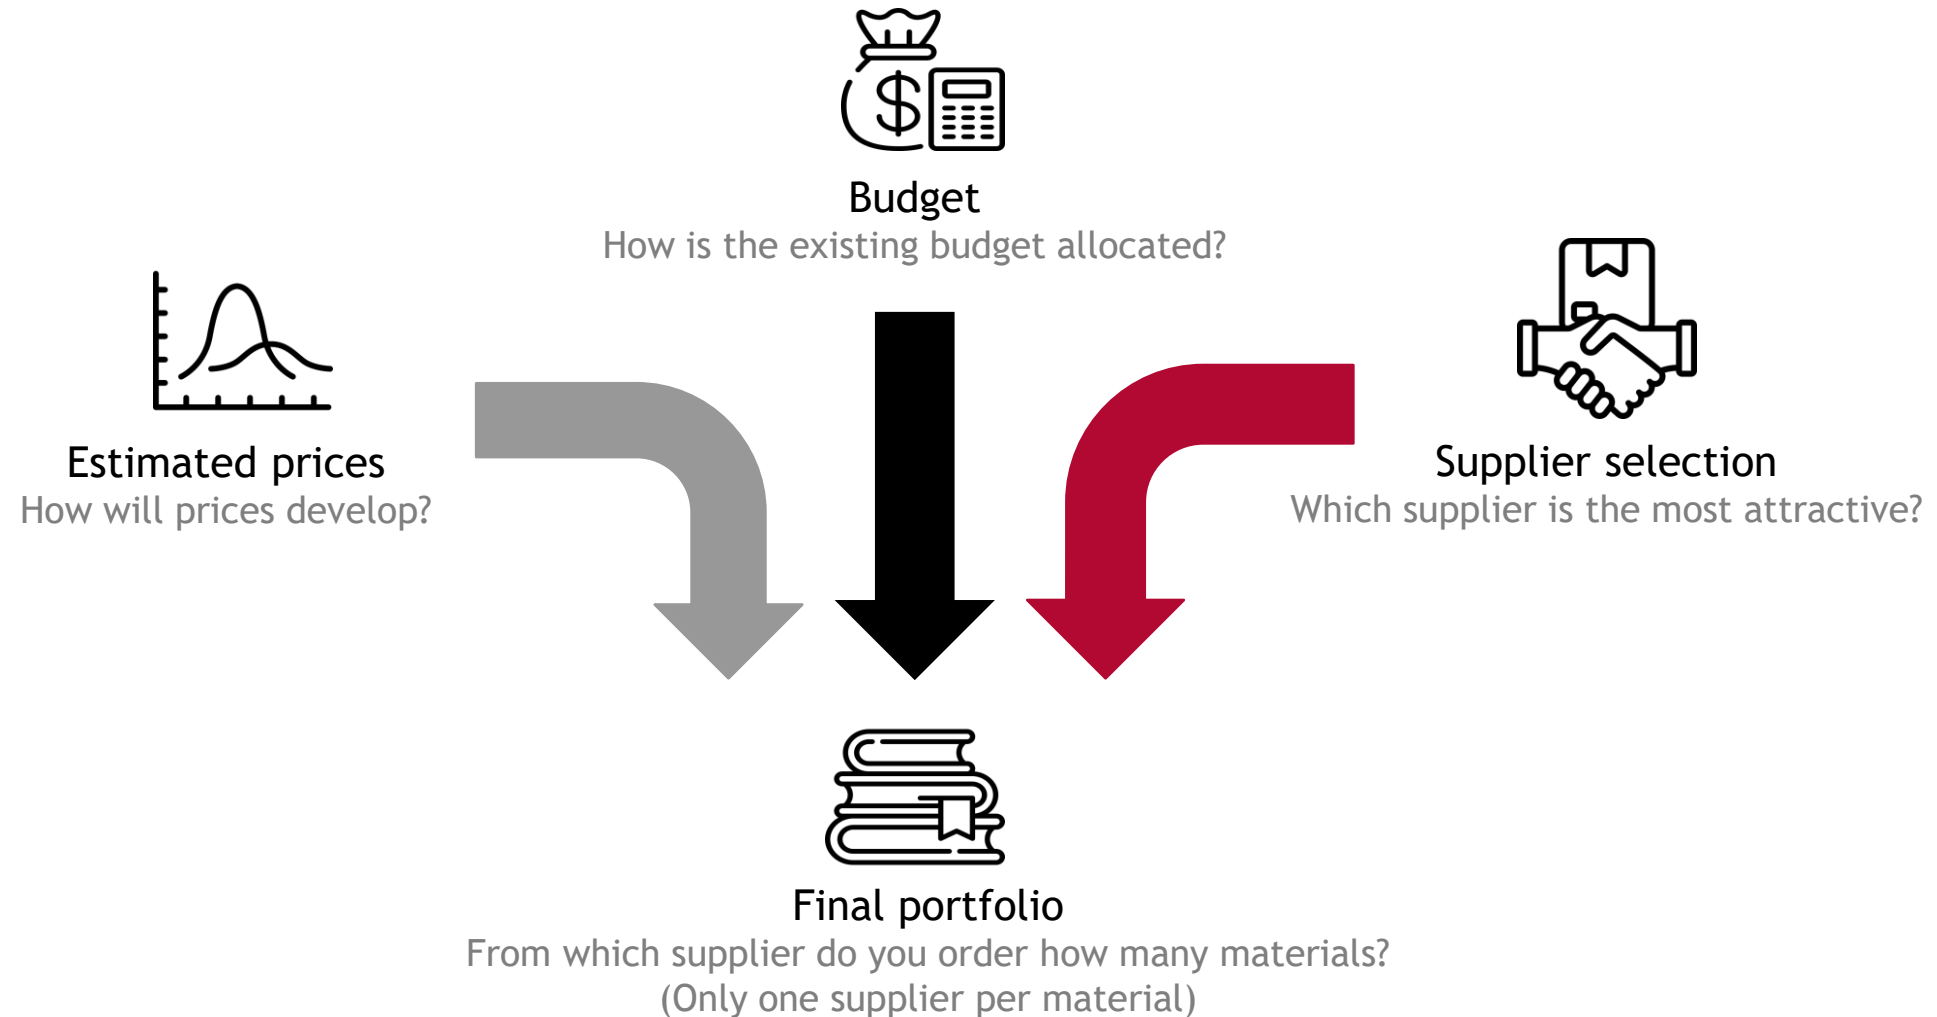 $
Budget
How is the existing budget allocated?
Estimated prices
How will prices develop?
Supplier selection
Which supplier is the most attractive?
Final portfolio
From which supplier do you order how many materials?
(Only one supplier per material)